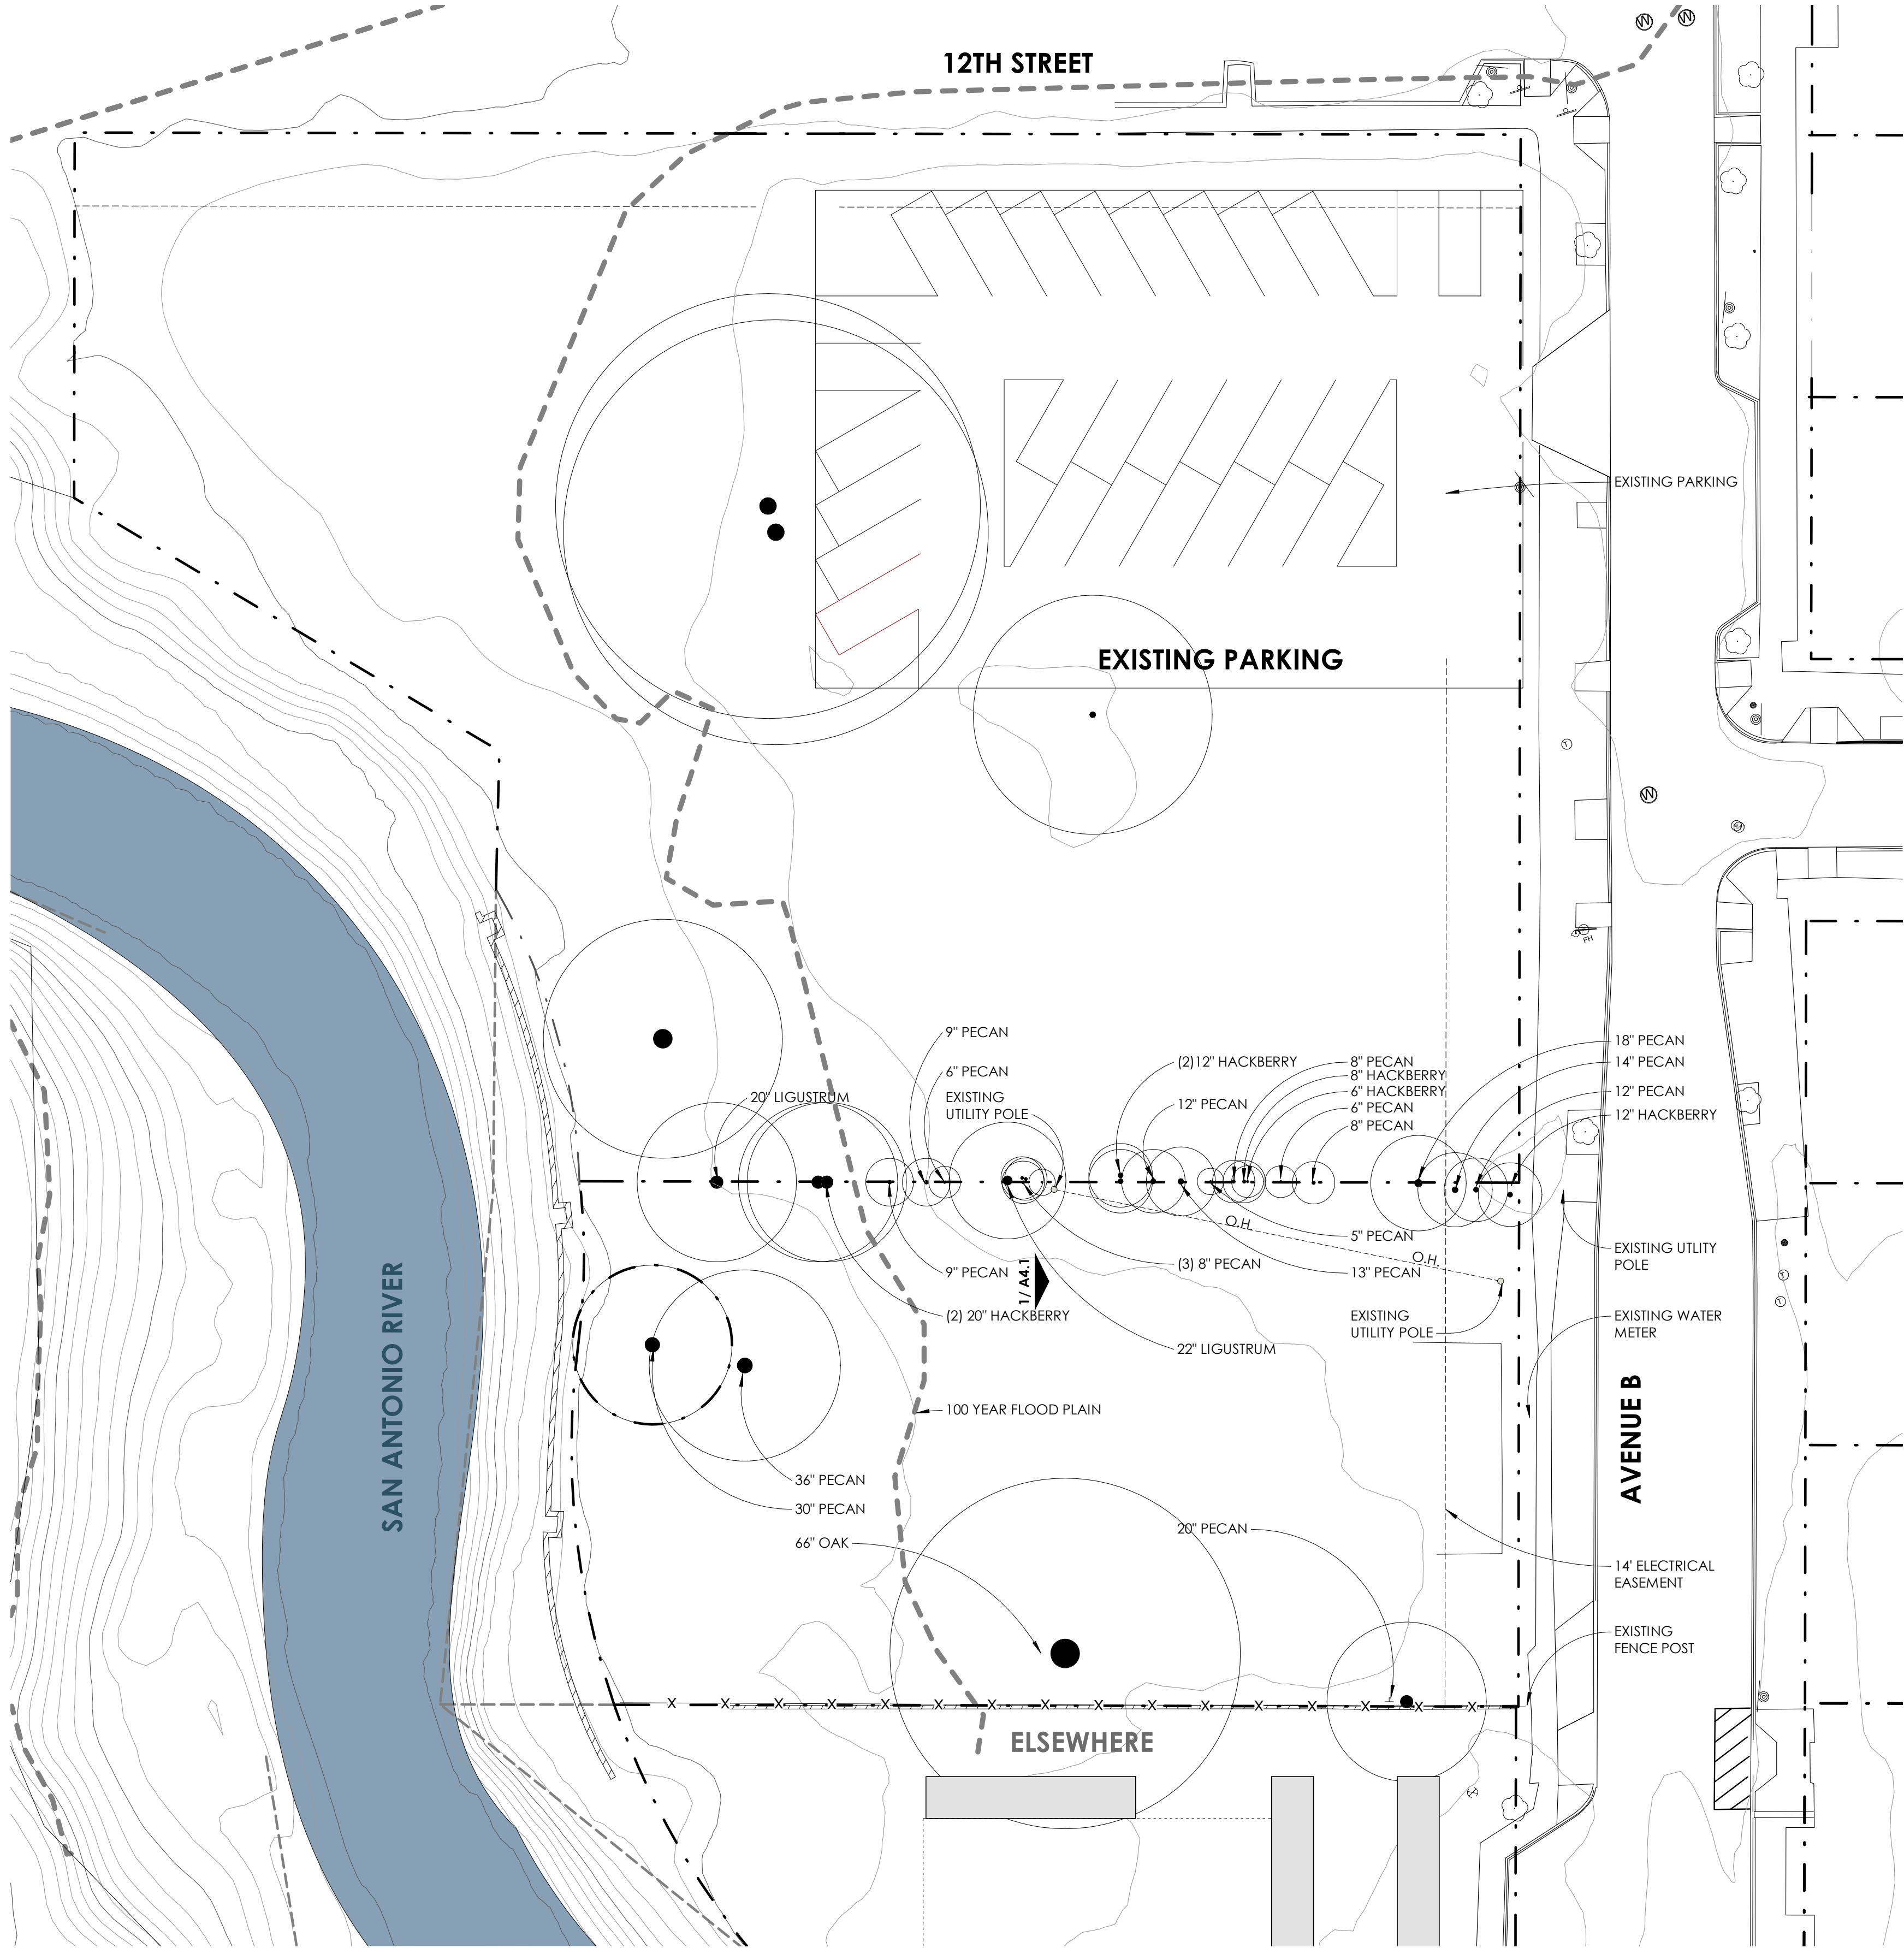 W
W
12TH STREET
EXISTING PARKING
EXISTING PARKING
T
W
FH
9" PECAN
18" PECAN
(2)12" HACKBERRY
8" PECAN
14" PECAN
6" PECAN
8" HACKBERRY
20" LIGUSTRUM
EXISTING
UTILITY POLE
6" HACKBERRY
12" PECAN
12" PECAN
6" PECAN
12" HACKBERRY
8" PECAN
O.H.
5" PECAN
EXISTING UTLITY
POLE
O.H.
(3) 8" PECAN
9" PECAN
1/ A4.1
13" PECAN
T
T
(2) 20" HACKBERRY
EXISTING
UTILITY POLE
EXISTING WATER
METER
22" LIGUSTRUM
SAN ANTONIO RIVER
100 YEAR FLOOD PLAIN
AVENUE B
36" PECAN
30" PECAN
66" OAK
20" PECAN
14' ELECTRICAL
EASEMENT
EXISTING
FENCE POST
X X X X X X X X X X X X X X X X
ELSEWHERE